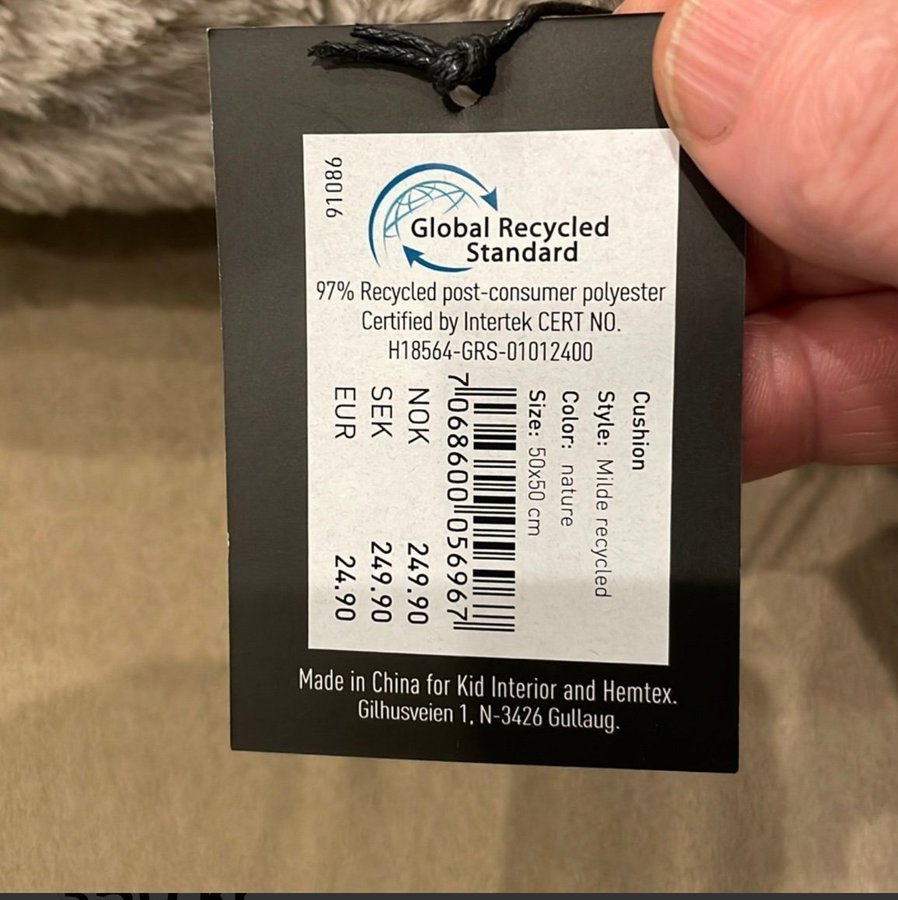 98016
Global Recycled
Standard
97% Recycled post-consumer polyester
Certified by Intertek CERT NO.
H18564-GRS-01012400
Cushion
Style: Milde recycled
Color: nature
Size: 50x50 cm
7068600056967
NOK 249.90
SEK 249.90
EUR 24.90
Made in China for Kid Interior and Hemtex.
Gilhusveien 1, N-3426 Gullaug.